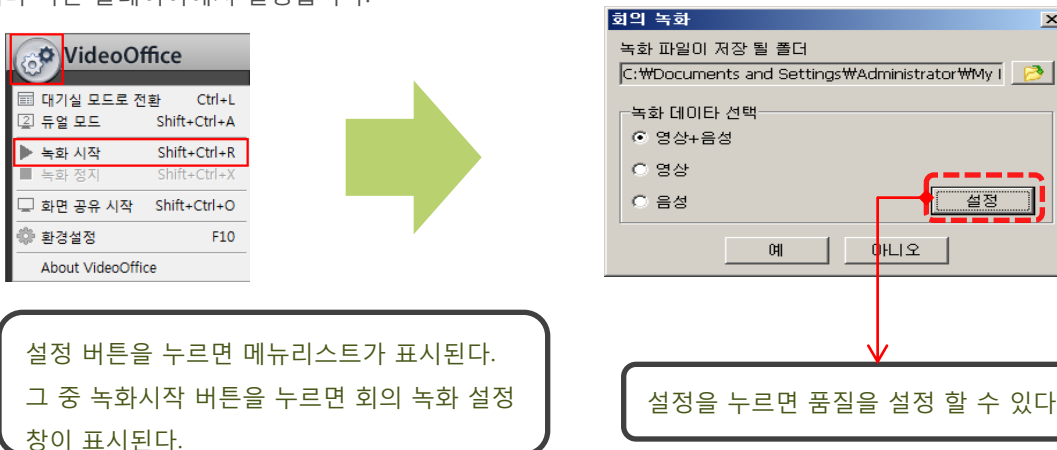 VideoOffice
대기실 모드로 전환 Ctrl+L
2 듀얼 모드 Shift+Ctrl+A
녹화 시작 Shift+Ctrl+R
녹화 정지 Shift+Ctrl+X
화면 공유 시작 Shift+Ctrl+O
환경설정 F10
About VideoOffice
설정 버튼을 누르면 메뉴리스트가 표시된다.
그 중 녹화시작 버튼을 누르면 회의 녹화 설정
창이 표시된다.
회의 녹화
녹화 파일이 저장 될 폴더
C:₩Documents and Settings₩Administrator₩My
녹화 데이타 선택
영상+음성
영상
음성
설정
예 아니오
설정을 누르면 품질을 설정 할 수 있다